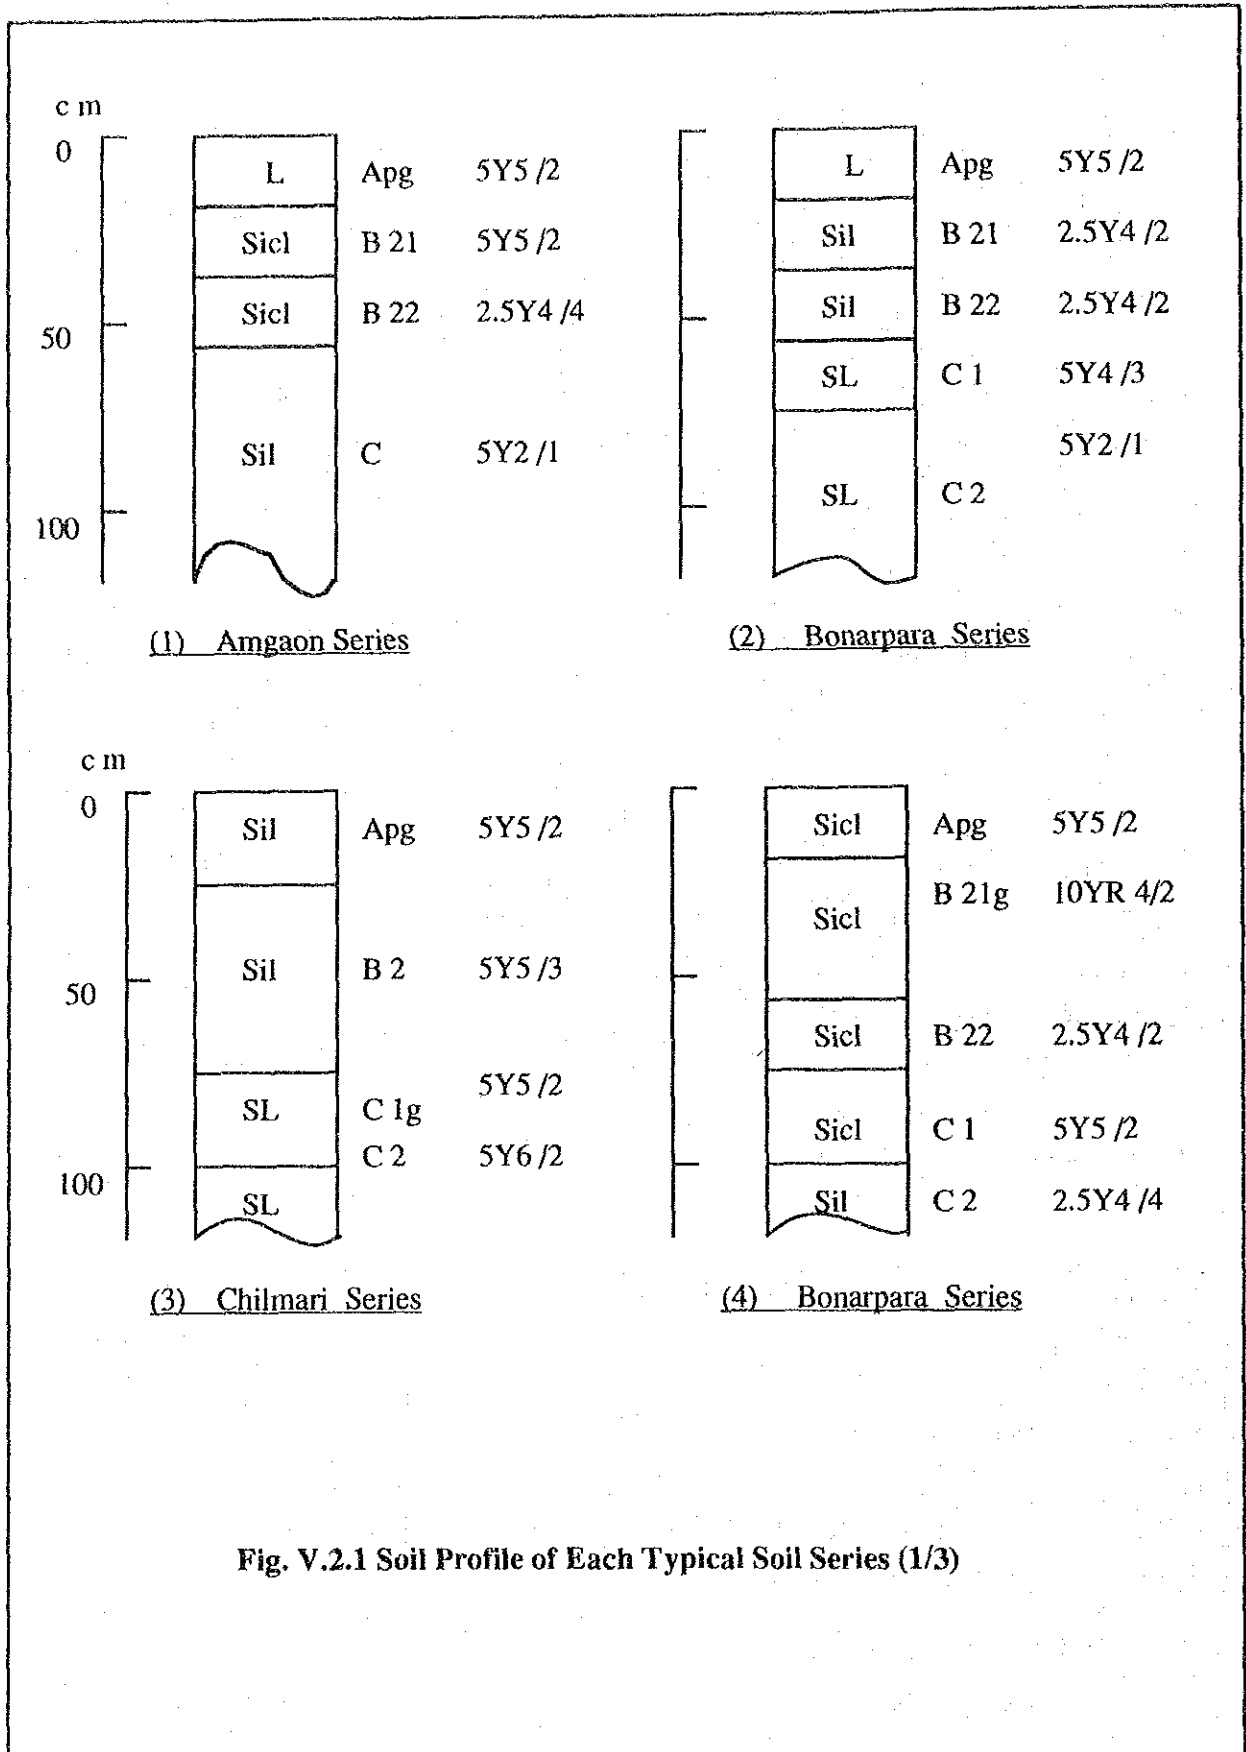 c m
0
L Apg 5Y5 /2
Sicl B 21 5Y5 /2
Sicl B 22 2.5Y4 /4
50
Sil C 5Y2 /1
100
(1) Amgaon Series
L Apg 5Y5 /2
Sil B 21 2.5Y4 /2
Sil B 22 2.5Y4 /2
SL C 1 5Y4 /3
5Y2 /1
SL C 2
(2) Bonarpara Series
c m
0
Sil Apg 5Y5 /2
Sil B 2 5Y5 /3
50
5Y5 /2
SL C 1g
C 2 5Y6 /2
100
SL
(3) Chilmari Series
Sicl Apg 5Y5 /2
B 21g 10YR 4/2
Sicl
Sicl B 22 2.5Y4 /2
Sicl C 1 5Y5 /2
Sil C 2 2.5Y4 /4
(4) Bonarpara Series
Fig. V.2.1 Soil Profile of Each Typical Soil Series (1/3)